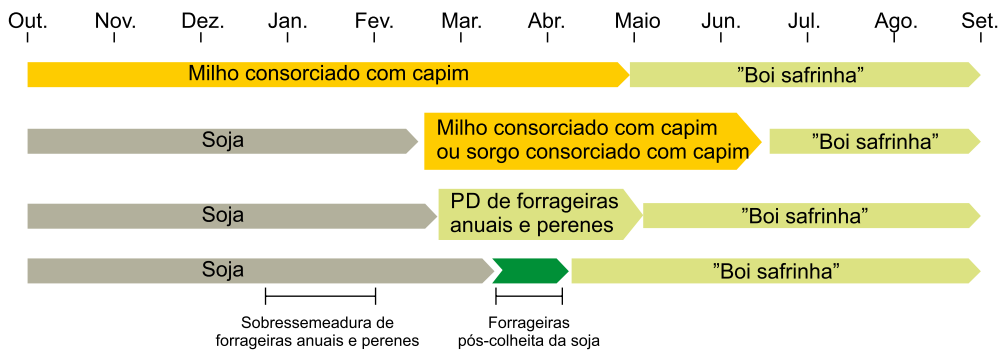 Out. Nov. Dez. Jan. Fev. Mar. Abr. Maio Jun. Jul. Ago. Set.
Milho consorciado com capim
”Boi safrinha”
Soja
Milho consorciado com capim
ou sorgo consorciado com capim
”Boi safrinha”
Soja
PD de forrageiras
anuais e perenes
”Boi safrinha”
Soja
”Boi safrinha”
Sobressemeadura de
forrageiras anuais e perenes
Forrageiras
pós-colheita da soja